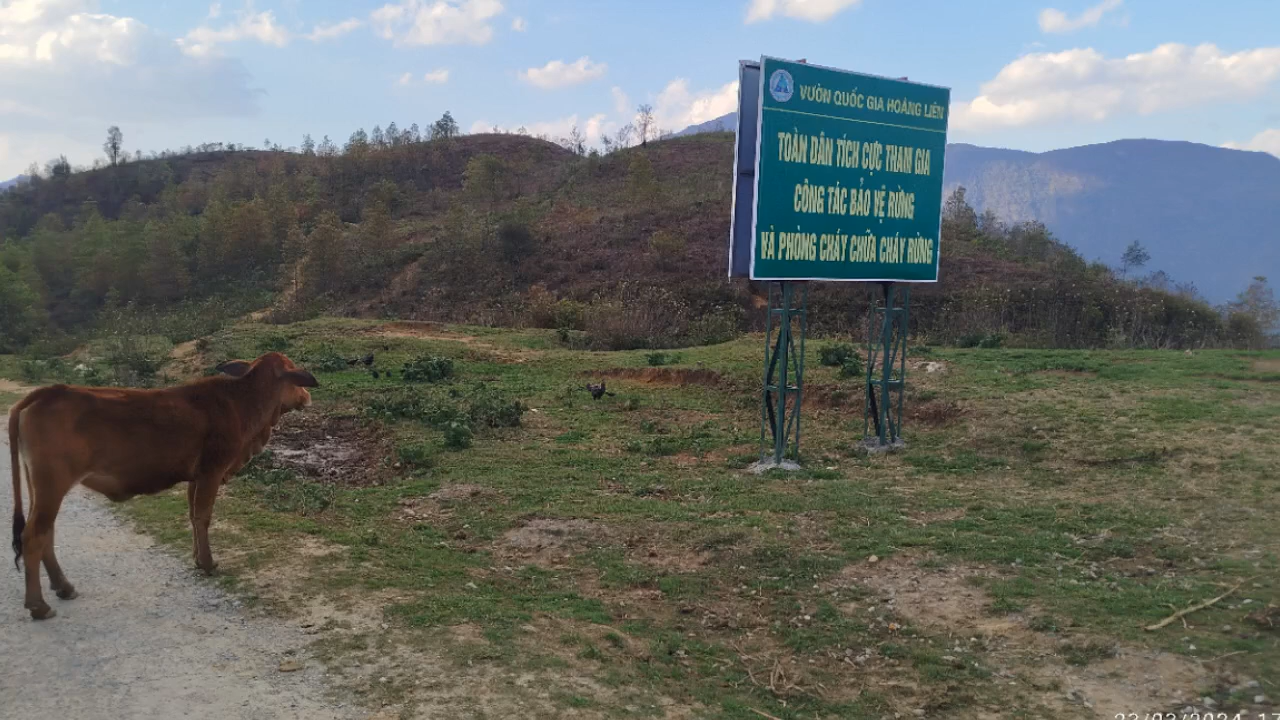 VƯỜN QUỐC GIA HOÀNG LIÊN
TOÀN DÂN TÍCH CỰC THAM GIA
CÔNG TÁC BẢO VỆ RỪNG
VÀ PHÒNG CHÁY CHỮA CHÁY RỪNG